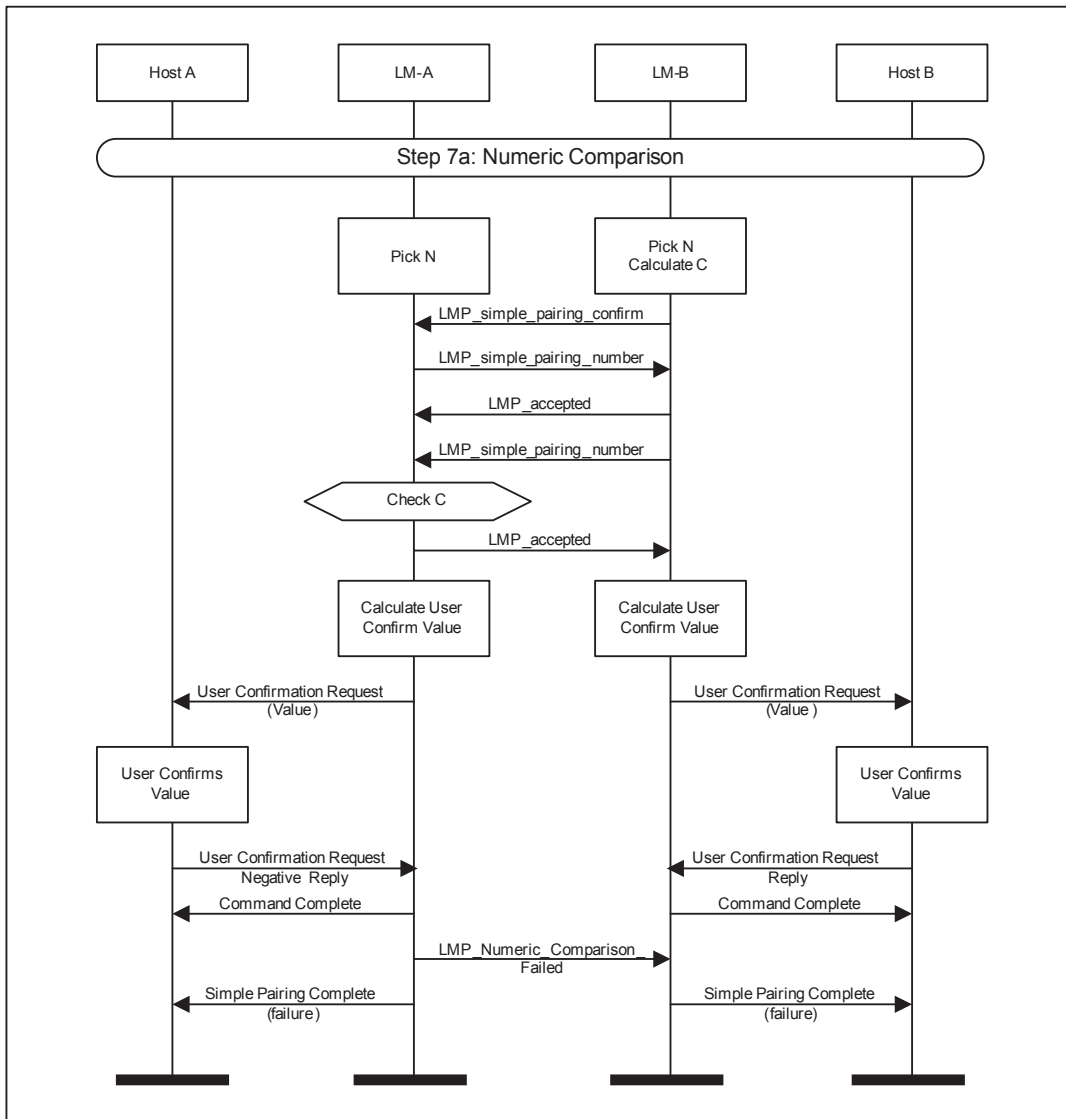 Host A
LM-A
LM-B
Host B
Step 7a: Numeric Comparison
Pick N
Pick N
Calculate C
LMP_simple_pairing_confirm
LMP_simple_pairing_number
LMP_accepted
LMP_simple_pairing_number
Check C
LMP_accepted
Calculate User
Confirm Value
Calculate User
Confirm Value
User Confirmation Request
(Value)
User Confirmation Request
(Value)
User Confirms
Value
User Confirms
Value
User Confirmation Request
Negative Reply
User Confirmation Request
Reply
Command Complete
Command Complete
LMP_Numeric_Comparison_
Failed
Simple Pairing Complete
(failure)
Simple Pairing Complete
(failure)